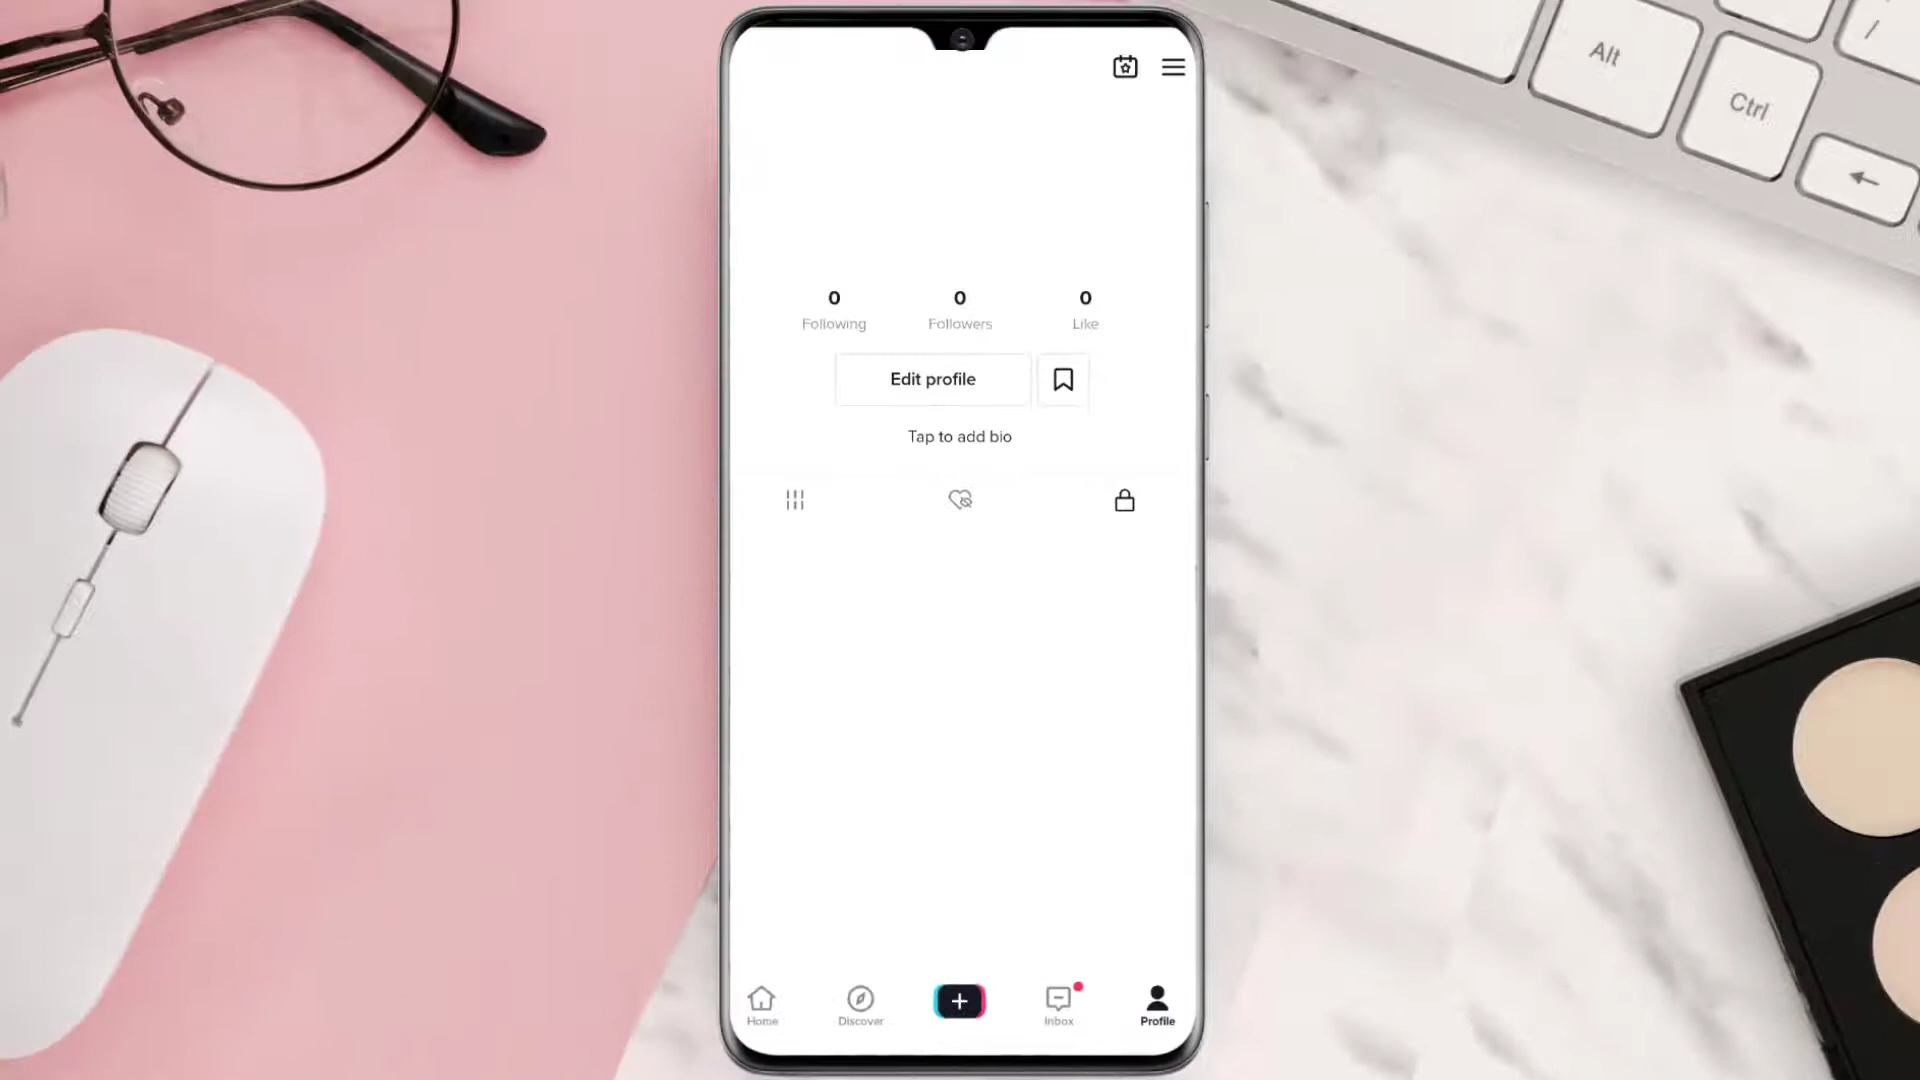 Alt
Ctrl
/
0 0 0
Following Followers Like
Edit profile
Tap to add bio
Home Discover Inbox Profile